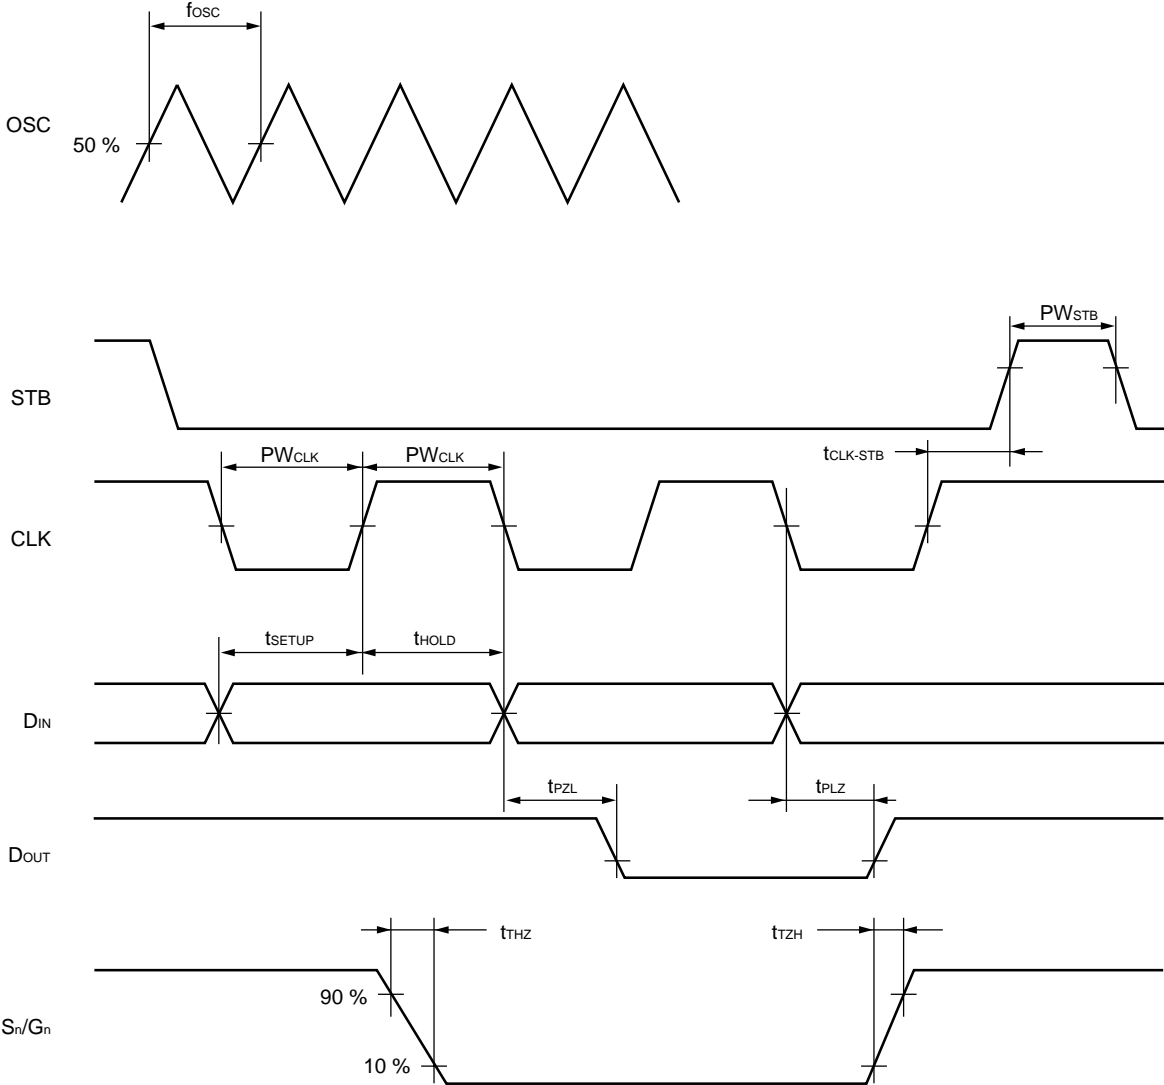 fOSC
OSC
50 %
PWSTB
STB
PWCLK PWCLK
tCLK-STB
CLK
tSETUP tHOLD
DIN
tPZL tPLZ
DOUT
tTHZ tTZH
90 %
Sn/Gn
10 %